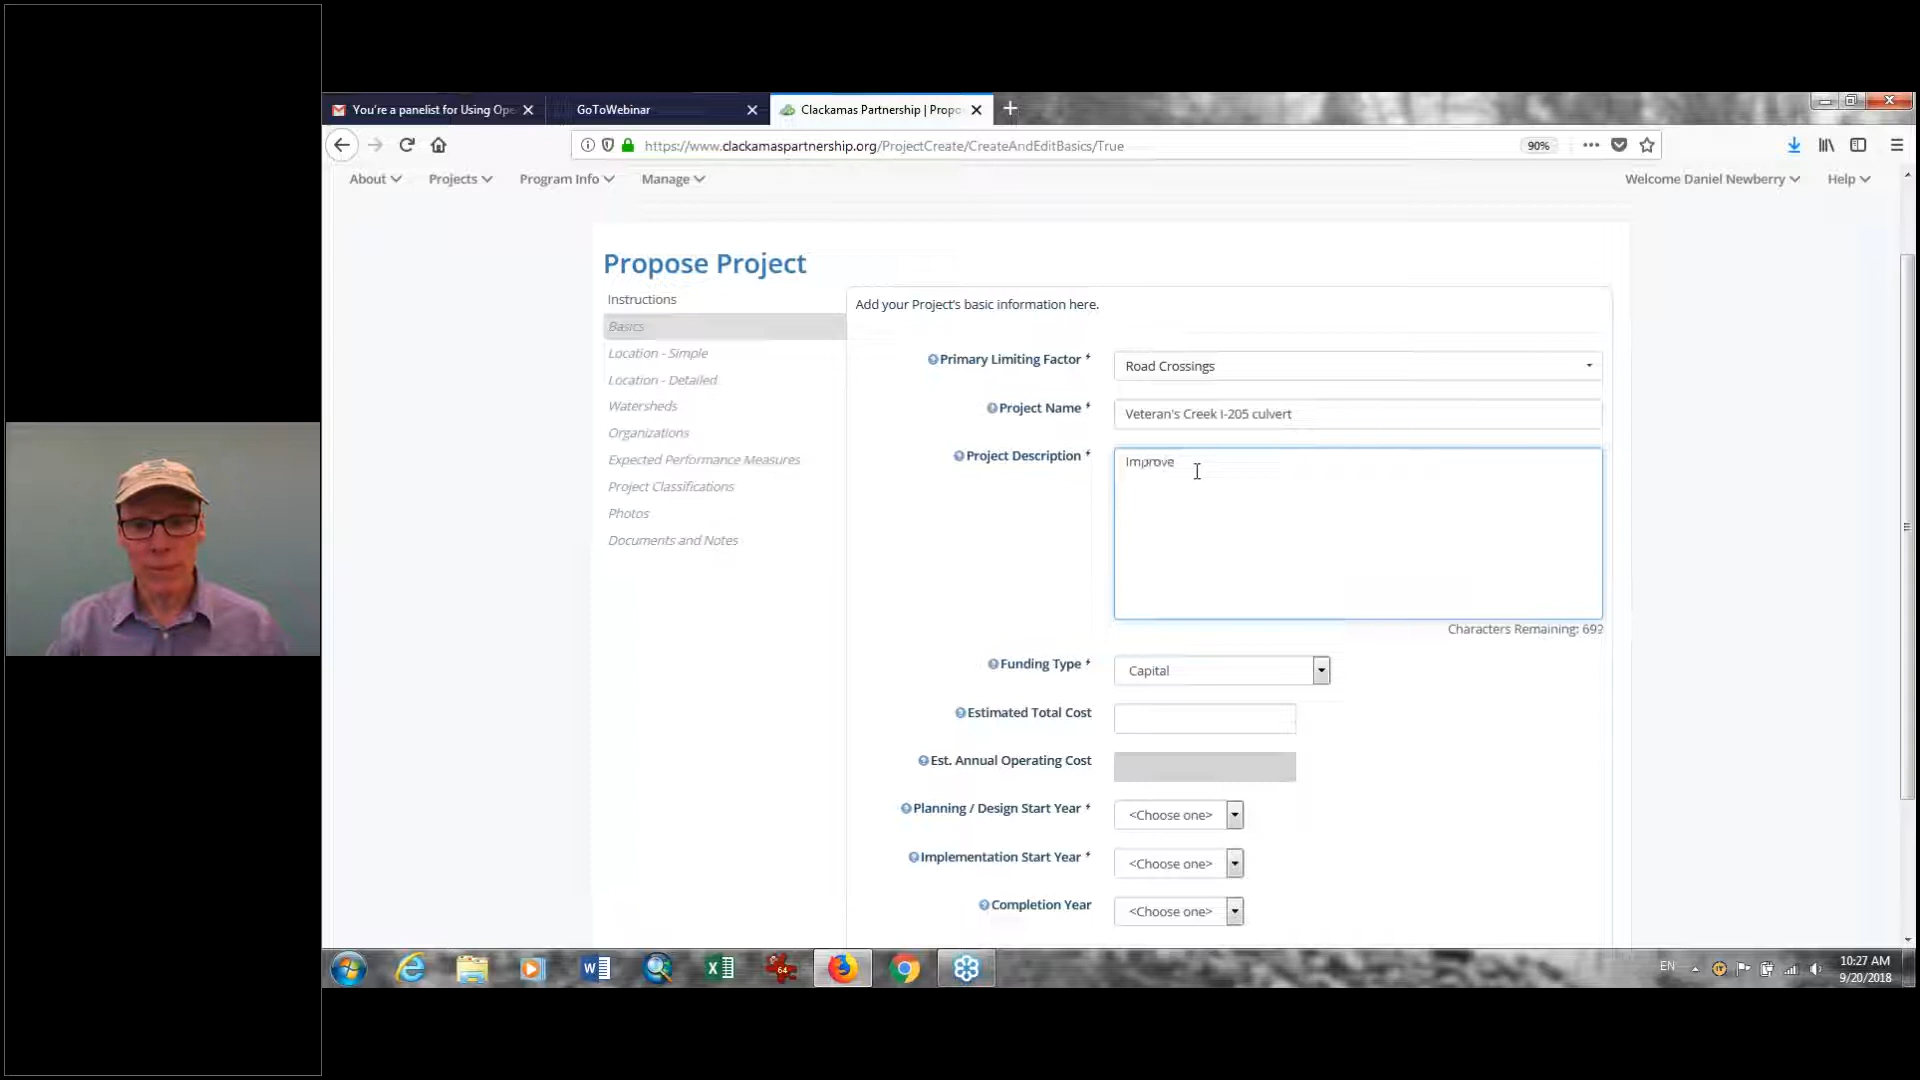 You're a panelist for Using Ope
GoToWebinar
Clackamas Partnership | Propo
https://www.clackamaspartnership.org/ProjectCreate/CreateAndEditBasics/True
90%
About
Projects
Program Info
Manage
Welcome Daniel Newberry
Help
Propose Project
Instructions
Basics
Location - Simple
Location - Detailed
Watersheds
Organizations
Expected Performance Measures
Project Classifications
Photos
Documents and Notes
Add your Project's basic information here.
Primary Limiting Factor
Road Crossings
Project Name
Veteran's Creek I-205 culvert
Project Description
Improve
Characters Remaining: 692
Funding Type
Capital
Estimated Total Cost
Est. Annual Operating Cost
Planning / Design Start Year
<Choose one>
Implementation Start Year
<Choose one>
Completion Year
<Choose one>
64
EN
10:27 AM
9/20/2018